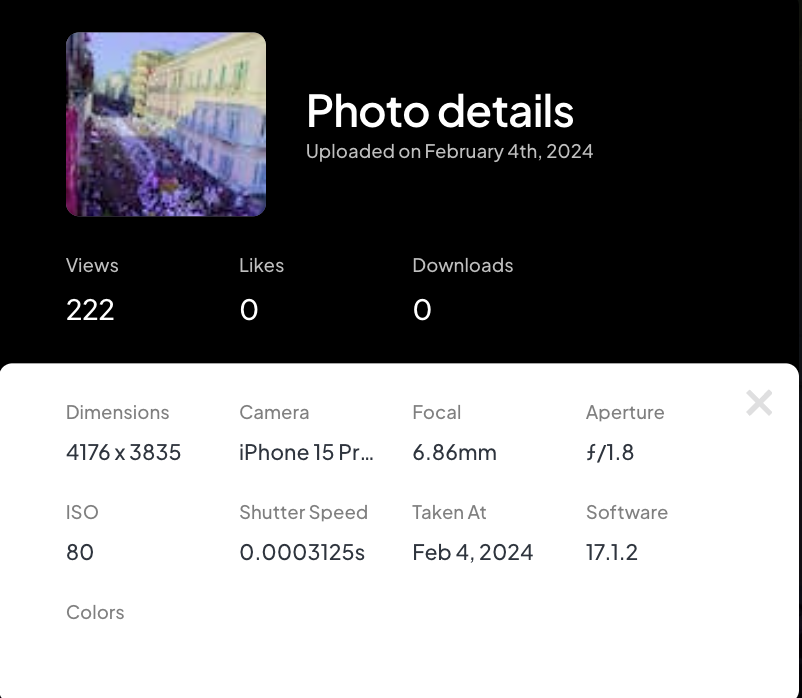 Photo details
Uploaded on February 4th, 2024
Views Likes Downloads
222 0 0
Dimensions Camera Focal Aperture
4176 x 3835 iPhone 15 Pr... 6.86mm ƒ/1.8
ISO Shutter Speed Taken At Software
80 0.0003125s Feb 4, 2024 17.1.2
Colors